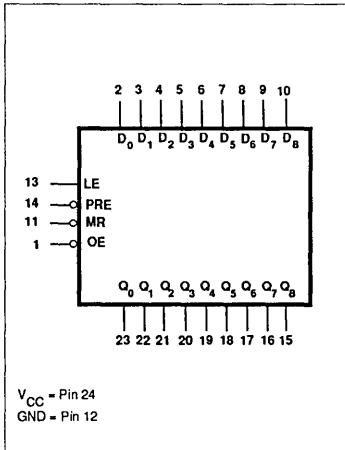 2 3 4 5 6 7 8 9 10
D0 D1 D2 D3 D4 D5 D6 D7 D8
13 LE
14 PRE
11 MR
1 OE
Q0 Q1 Q2 Q3 Q4 Q5 Q6 Q7 Q8
23 22 21 20 19 18 17 16 15
VCC = Pin 24
GND = Pin 12